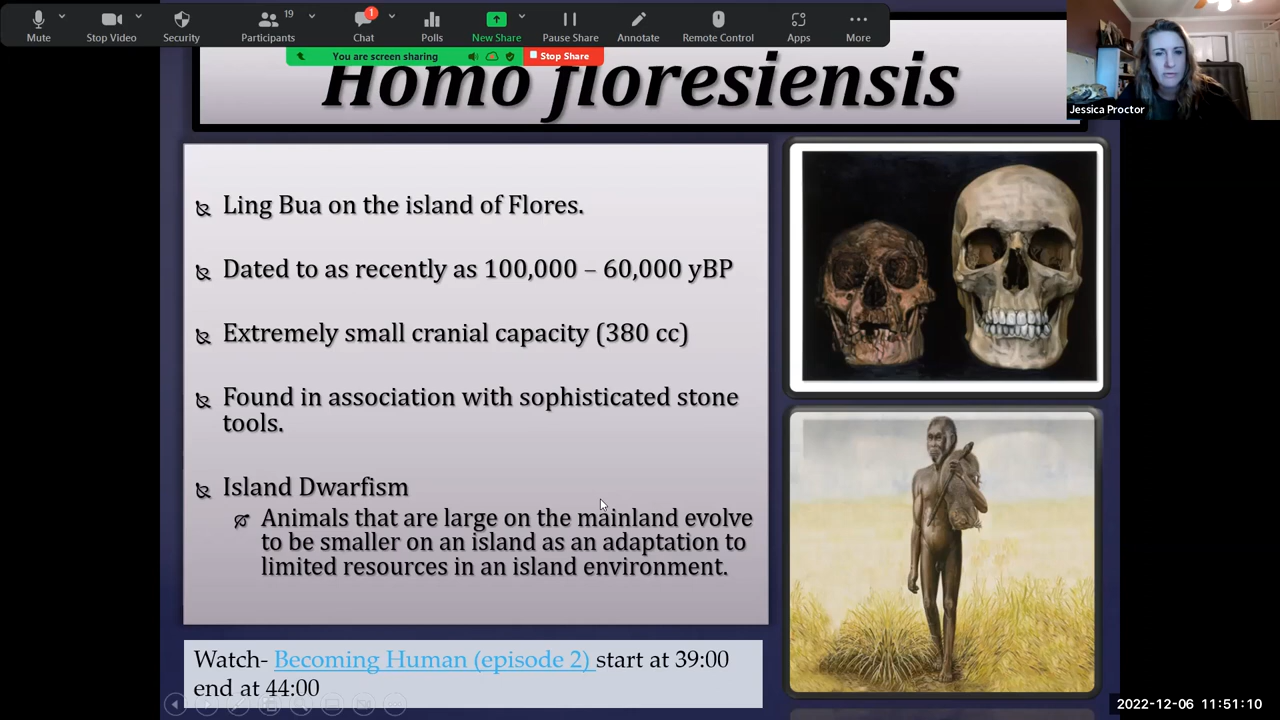 Mute
Stop Video
Security
Participants
19
Chat
1
Polls
New Share
Pause Share
Annotate
Remote Control
Apps
More
You are screen sharing
Stop Share
Homo floresiensis
Jessica Proctor
Ling Bua on the island of Flores.
Dated to as recently as 100,000 – 60,000 yBP
Extremely small cranial capacity (380 cc)
Found in association with sophisticated stone
tools.
Island Dwarfism
Animals that are large on the mainland evolve
to be smaller on an island as an adaptation to
limited resources in an island environment.
Watch- Becoming Human (episode 2) start at 39:00
end at 44:00
2022-12-06 11:51:10